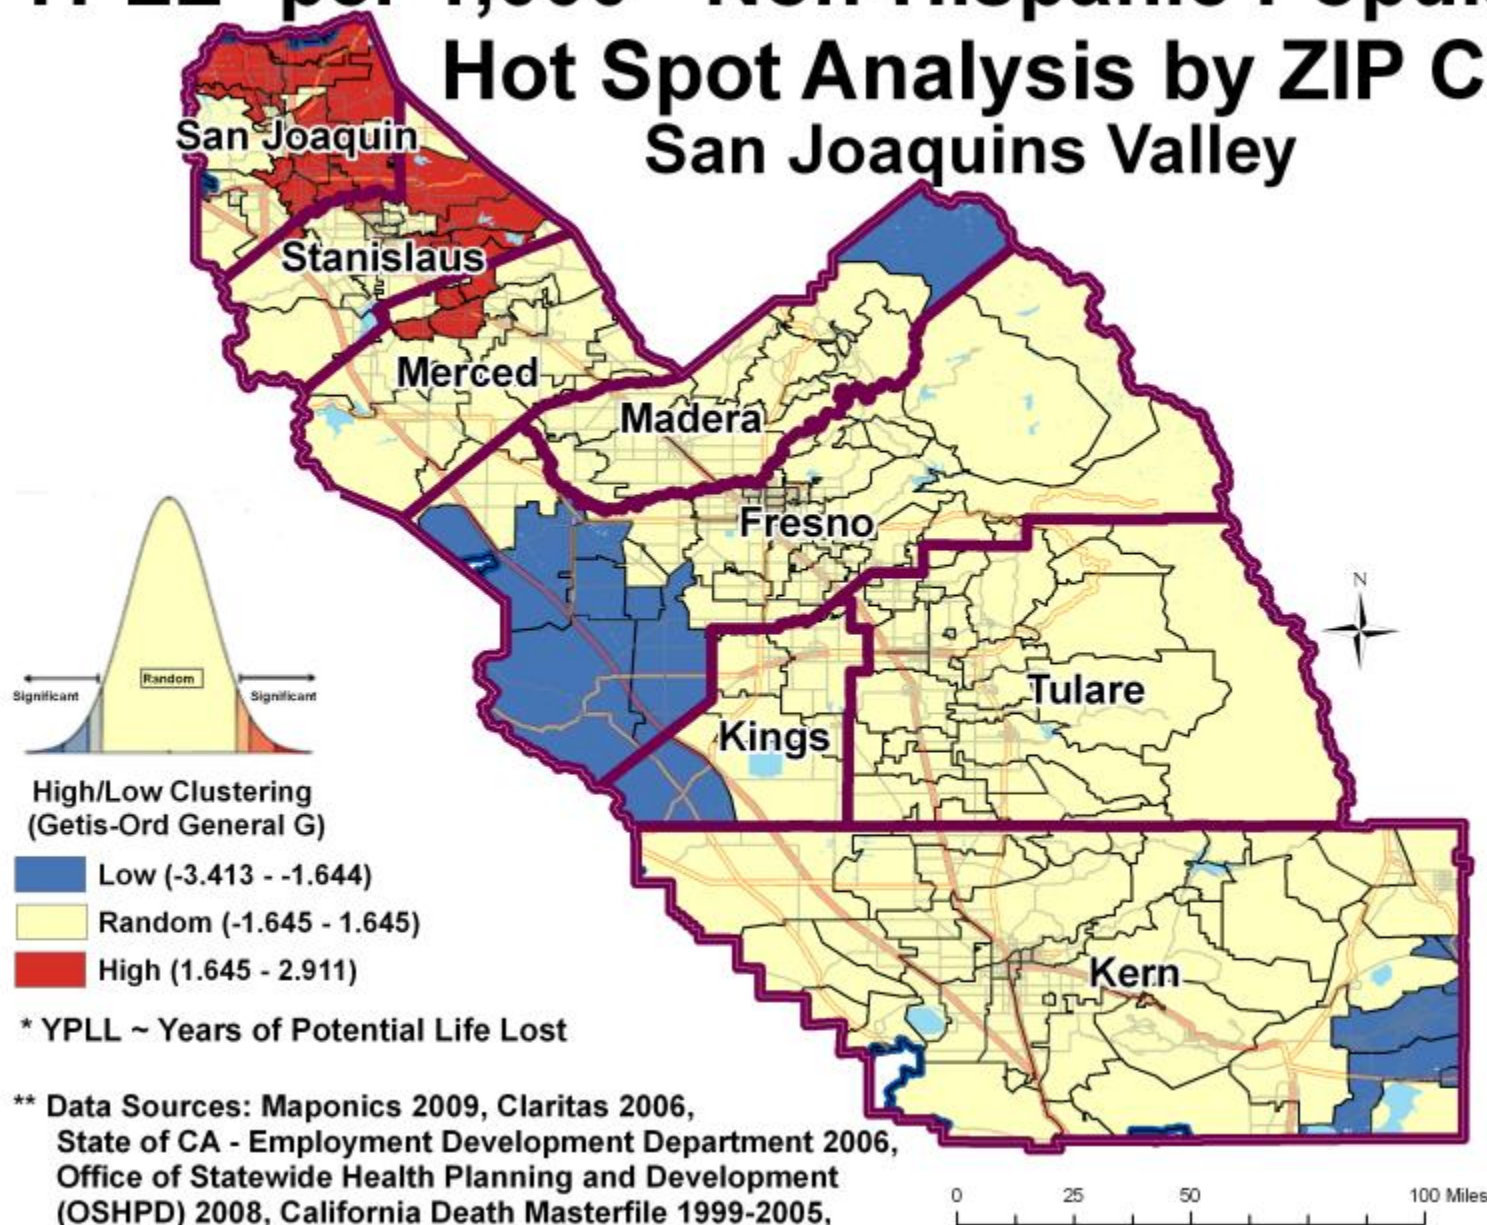 Hot Spot Analysis by ZIP C
San Joaquins Valley
San Joaquin
Stanislaus
Merced
Madera
Fresno
N
Tulare
Kings
Kern
Random
Significant
Significant
High/Low Clustering
(Getis-Ord General G)
Low (-3.413 - -1.644)
Random (-1.645 - 1.645)
High (1.645 - 2.911)
* YPLL ~ Years of Potential Life Lost
** Data Sources: Maponics 2009, Claritas 2006,
State of CA - Employment Development Department 2006,
Office of Statewide Health Planning and Development
(OSHPD) 2008, California Death Masterfile 1999-2005,
0 25 50 100 Miles